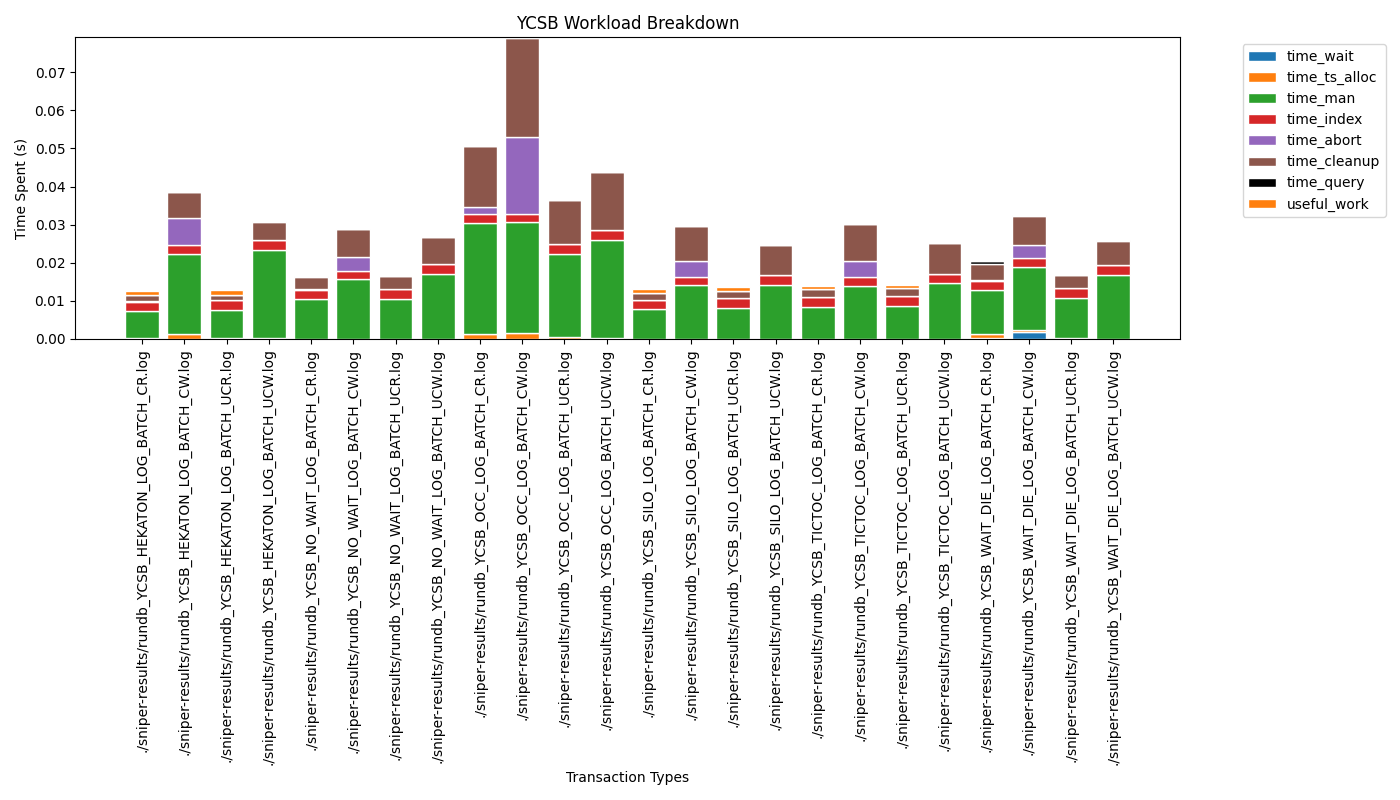 YCSB Workload Breakdown
Time Spent (s)
0.07
0.06
0.05
0.04
0.03
0.02
0.01
0.00
./sniper-results/rundb_YCSB_HEKATON_LOG_BATCH_CR.log
./sniper-results/rundb_YCSB_HEKATON_LOG_BATCH_CW.log
./sniper-results/rundb_YCSB_HEKATON_LOG_BATCH_UCR.log
./sniper-results/rundb_YCSB_HEKATON_LOG_BATCH_UCW.log
./sniper-results/rundb_YCSB_NO_WAIT_LOG_BATCH_CR.log
./sniper-results/rundb_YCSB_NO_WAIT_LOG_BATCH_CW.log
./sniper-results/rundb_YCSB_NO_WAIT_LOG_BATCH_UCR.log
./sniper-results/rundb_YCSB_NO_WAIT_LOG_BATCH_UCW.log
./sniper-results/rundb_YCSB_OCC_LOG_BATCH_CR.log
./sniper-results/rundb_YCSB_OCC_LOG_BATCH_CW.log
./sniper-results/rundb_YCSB_OCC_LOG_BATCH_UCR.log
./sniper-results/rundb_YCSB_OCC_LOG_BATCH_UCW.log
./sniper-results/rundb_YCSB_SILO_LOG_BATCH_CR.log
./sniper-results/rundb_YCSB_SILO_LOG_BATCH_CW.log
./sniper-results/rundb_YCSB_SILO_LOG_BATCH_UCR.log
./sniper-results/rundb_YCSB_SILO_LOG_BATCH_UCW.log
./sniper-results/rundb_YCSB_TICTOC_LOG_BATCH_CR.log
./sniper-results/rundb_YCSB_TICTOC_LOG_BATCH_CW.log
./sniper-results/rundb_YCSB_TICTOC_LOG_BATCH_UCR.log
./sniper-results/rundb_YCSB_TICTOC_LOG_BATCH_UCW.log
./sniper-results/rundb_YCSB_WAIT_DIE_LOG_BATCH_CR.log
./sniper-results/rundb_YCSB_WAIT_DIE_LOG_BATCH_CW.log
./sniper-results/rundb_YCSB_WAIT_DIE_LOG_BATCH_UCR.log
./sniper-results/rundb_YCSB_WAIT_DIE_LOG_BATCH_UCW.log
Transaction Types
time_wait
time_ts_alloc
time_man
time_index
time_abort
time_cleanup
time_query
useful_work